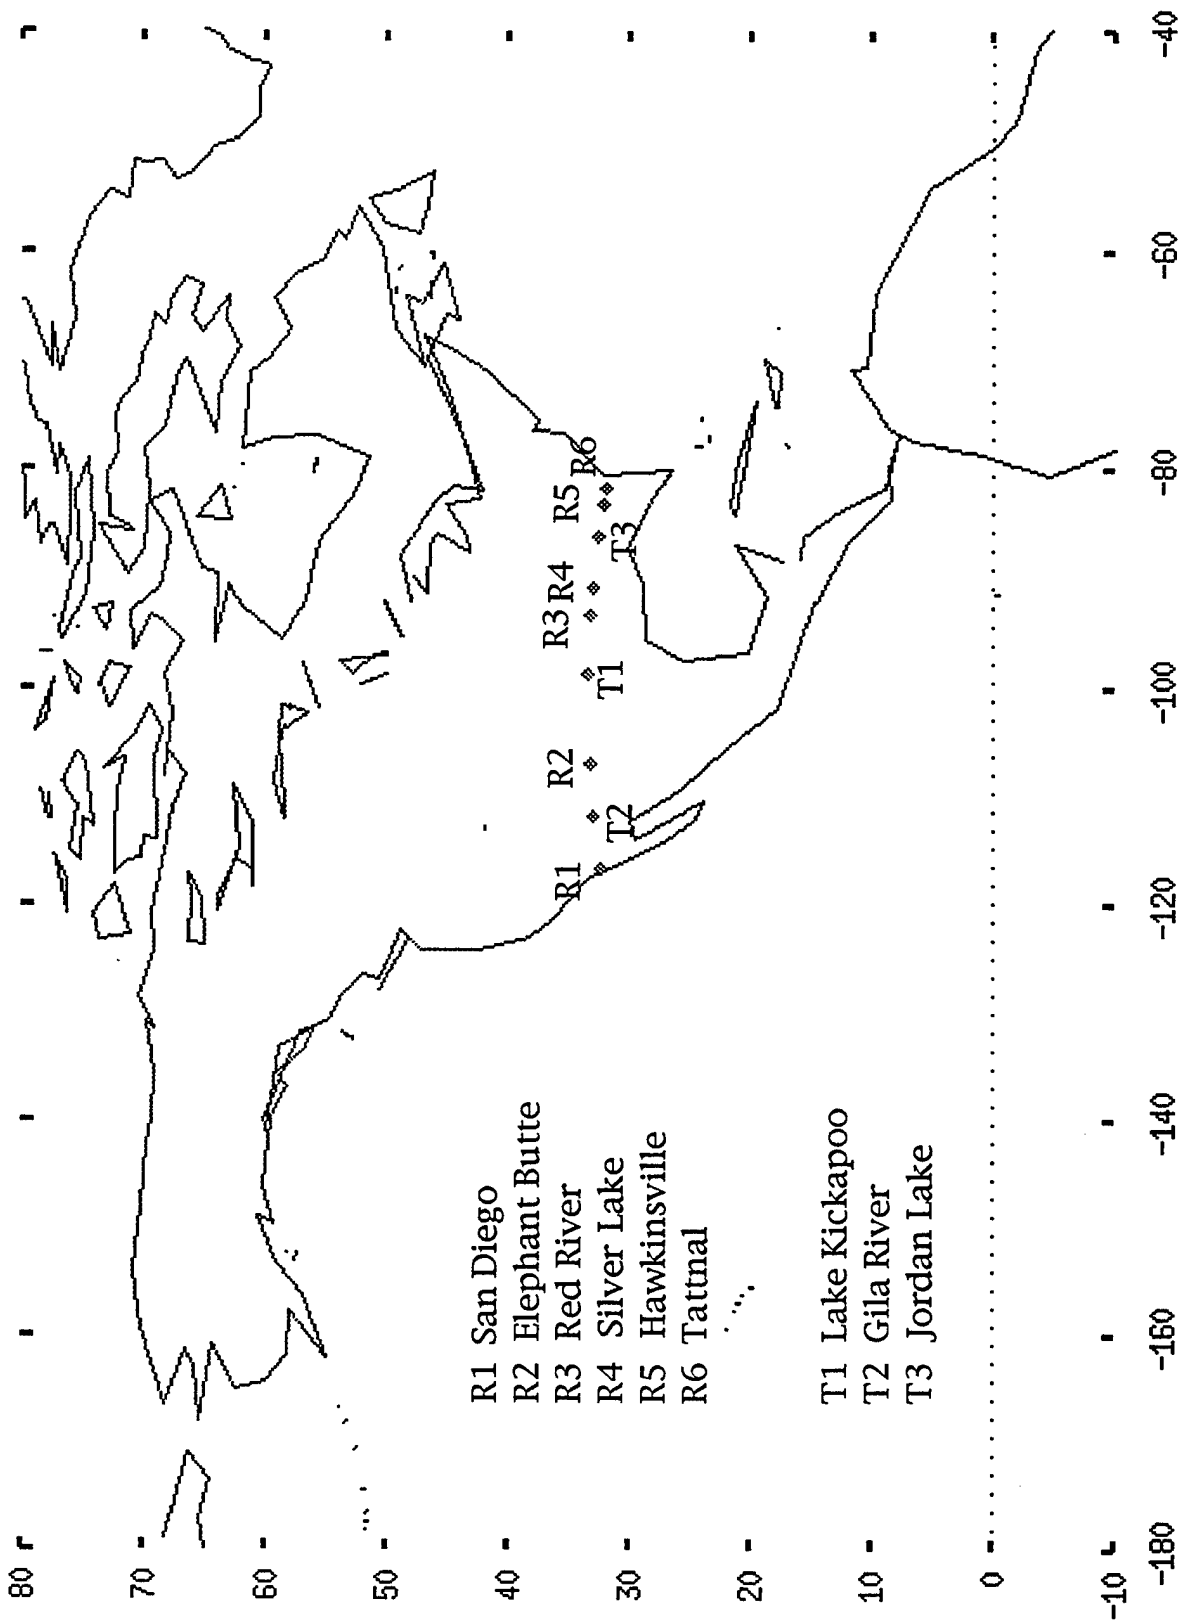 80
70
60
50
40
30
20
10
0
-10
-180
-160
-140
-120
-100
-80
-60
-40
R1
R2
R3
R4
R5
R6
T2
T1
T3
R1 San Diego
R2 Elephant Butte
R3 Red River
R4 Silver Lake
R5 Hawkinsville
R6 Tattnal
T1 Lake Kickapoo
T2 Gila River
T3 Jordan Lake